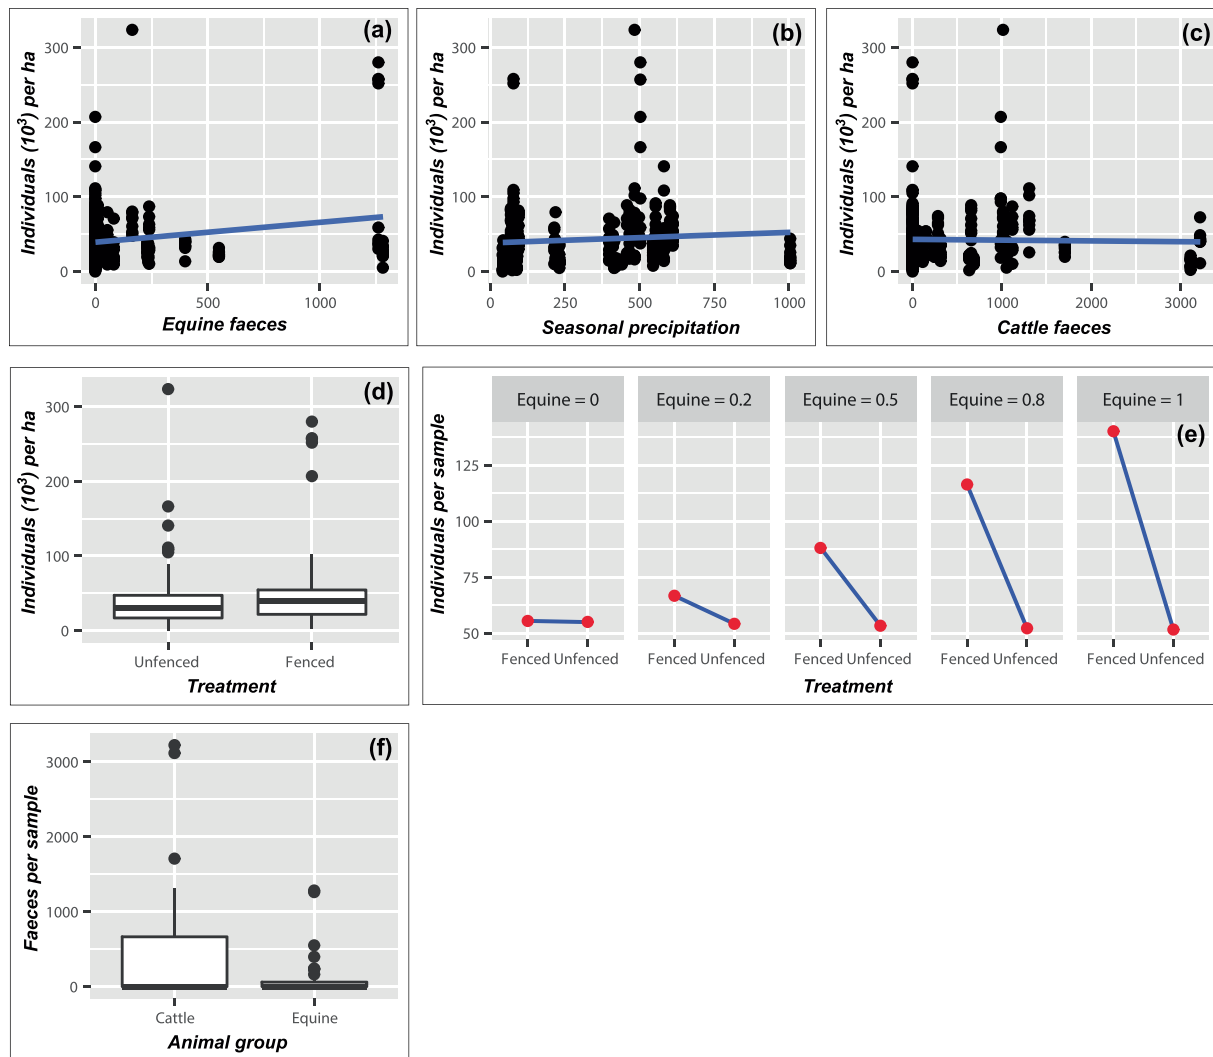 (a)
Individuals (10³) per ha
300
200
100
0
0 500 1000
Equine faeces
(b)
Individuals (10³) per ha
300
200
100
0
0 250 500 750 1000
Seasonal precipitation
(c)
Individuals (10³) per ha
300
200
100
0
0 1000 2000 3000
Cattle faeces
(d)
Individuals (10³) per ha
300
200
100
0
Unfenced Fenced
Treatment
Equine = 0 Equine = 0.2 Equine = 0.5 Equine = 0.8 Equine = 1
(e)
Individuals per sample
125
100
75
50
Fenced Unfenced Fenced Unfenced Fenced Unfenced Fenced Unfenced Fenced Unfenced
Treatment
(f)
Faeces per sample
3000
2000
1000
0
Cattle Equine
Animal group